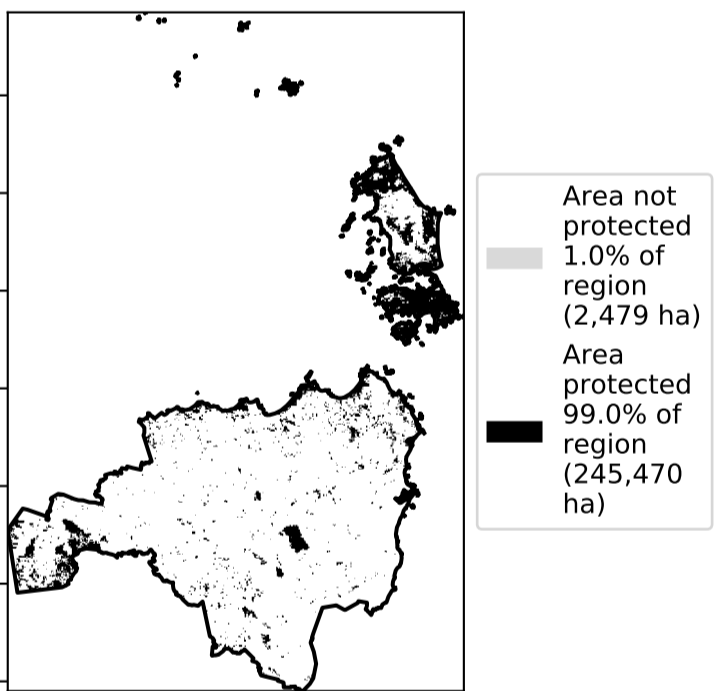 Area not
protected
1.0% of
region
(2,479 ha)
Area
protected
99.0% of
region
(245,470
ha)